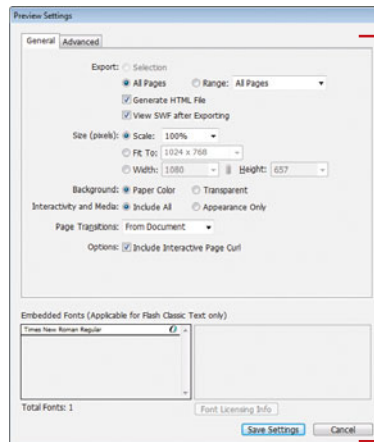 Preview Settings
General Advanced
Export: Selection
All Pages Range: All Pages
Generate HTML File
View SWF after Exporting
Size (pixels): Scale: 100%
Fit To: 1024 x 768
Width: 1080 Height: 657
Background: Paper Color Transparent
Interactivity and Media: Include All Appearance Only
Page Transitions: From Document
Options: Include Interactive Page Curl
Embedded Fonts (Applicable for Flash Classic Text only)
Times New Roman Regular
Total Fonts: 1 Font Licensing Info
Save Settings Cancel